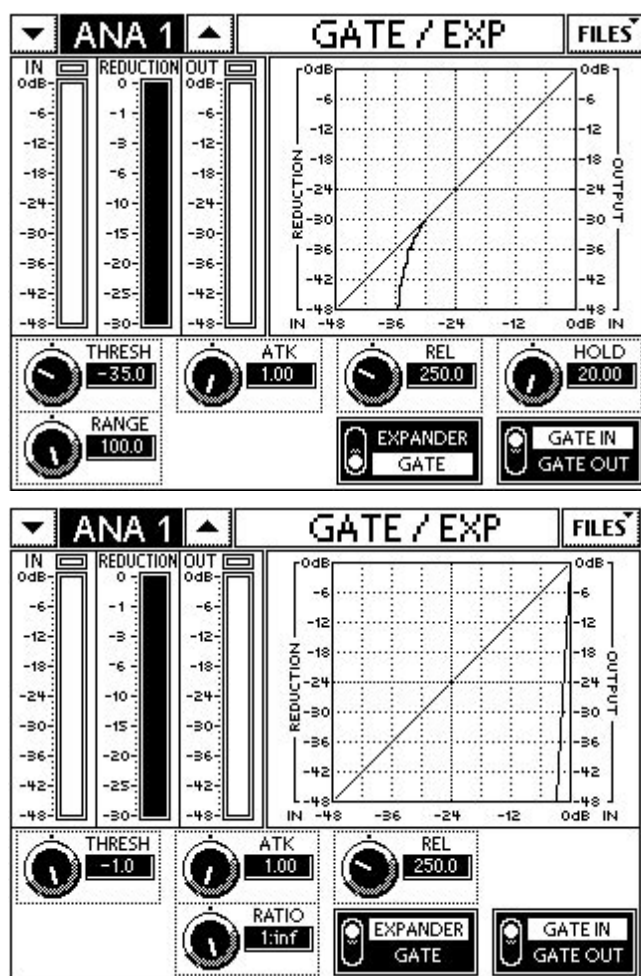 ANA 1 GATE / EXP FILES
IN REDUCTION OUT
0dB- 0- 0dB- 0dB 0dB
-6- -1- -6- -6 -6
-12- -3- -12- -12 -12
-18- -6- -18- -18 -18
-24- -10- -24- -24 -24
-30- -15- -30- -30 -30
-36- -20- -36- -36 -36
-42- -25- -42- -42 -42
-48- -30- -48- -48 -48
REDUCTION
OUTPUT
IN -48 -36 -24 -12 0dB IN
THRESH ATK REL HOLD
-35.0 1.00 250.0 20.00
RANGE
100.0
EXPANDER GATE IN
GATE GATE OUT
ANA 1 GATE / EXP FILES
IN REDUCTION OUT
0dB- 0- 0dB- 0dB 0dB
-6- -1- -6- -6 -6
-12- -3- -12- -12 -12
-18- -6- -18- -18 -18
-24- -10- -24- -24 -24
-30- -15- -30- -30 -30
-36- -20- -36- -36 -36
-42- -25- -42- -42 -42
-48- -30- -48- -48 -48
REDUCTION
OUTPUT
IN -48 -36 -24 -12 0dB IN
THRESH ATK REL
-1.0 1.00 250.0
RATIO
1:inf
EXPANDER GATE IN
GATE GATE OUT